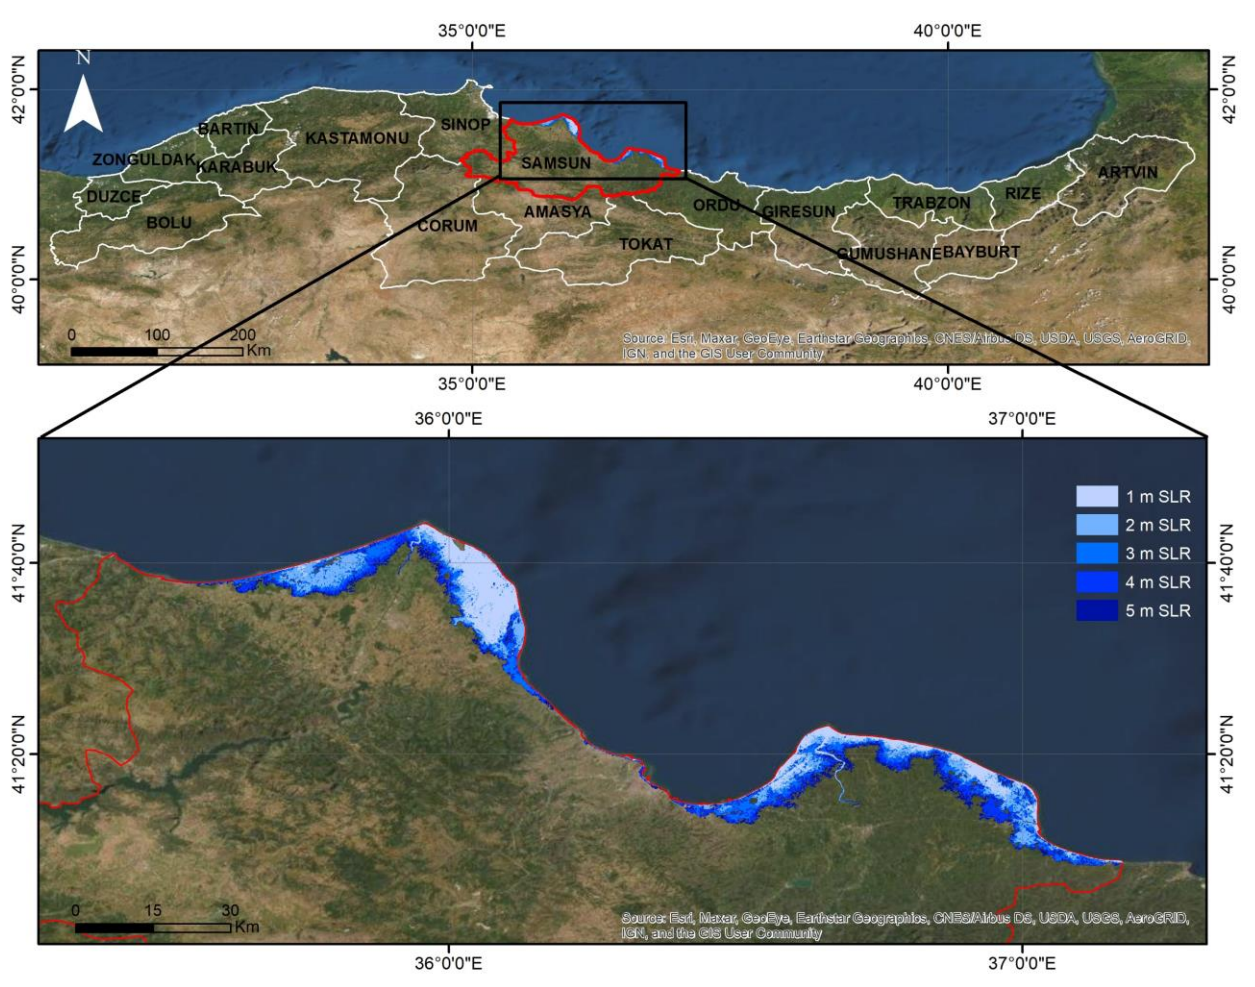 35°0'0"E 40°0'0"E
N
42°0'0"N
42°0'0"N
BARTIN
KASTAMONU
SINOP
ZONGULDAK
KARABUK
SAMSUN
ARTVIN
DUZCE
RIZE
BOLU
CORUM
AMASYA
ORDU
GIRESUN
TRABZON
TOKAT
GUMUSHANE
BAYBURT
40°0'0"N
40°0'0"N
0 100 200
Km
Source: Esri, Maxar, GeoEye, Earthstar Geographics, CNES/Airbus DS, USDA, USGS, AeroGRID,
IGN, and the GIS User Community
35°0'0"E 40°0'0"E
36°0'0"E 37°0'0"E
1 m SLR
2 m SLR
3 m SLR
4 m SLR
5 m SLR
41°40'0"N
41°40'0"N
41°20'0"N
41°20'0"N
0 15 30
Km
Source: Esri, Maxar, GeoEye, Earthstar Geographics, CNES/Airbus DS, USDA, USGS, AeroGRID,
IGN, and the GIS User Community
36°0'0"E 37°0'0"E